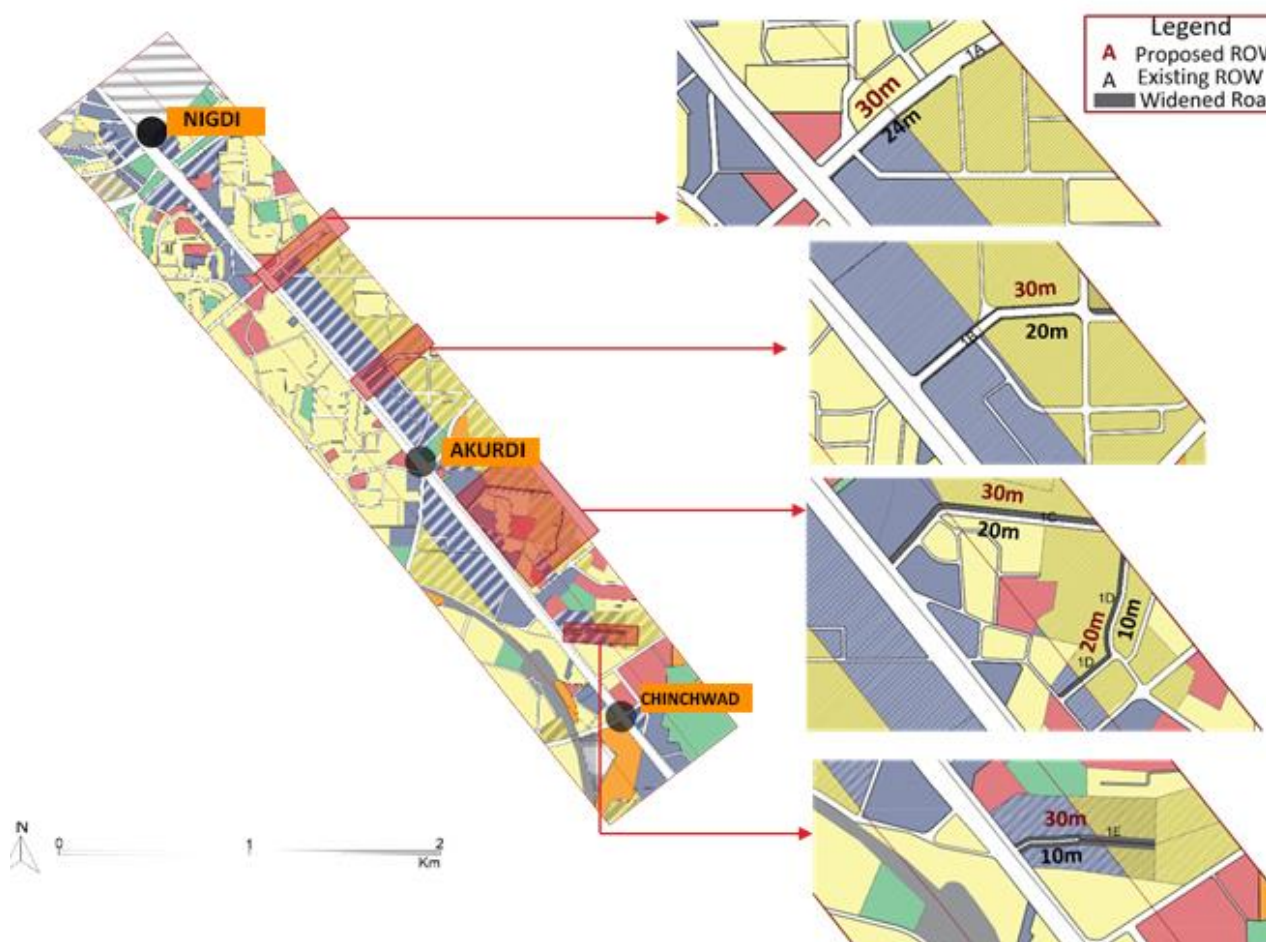 Legend
A Proposed ROW
A Existing ROW
Widened Roa
NIGDI
AKURDI
CHINCHWAD
N
0 1 2
Km
1A
30m
24m
30m
1B
20m
30m
1C
20m
1D
20m
10m
1D
30m
1E
10m